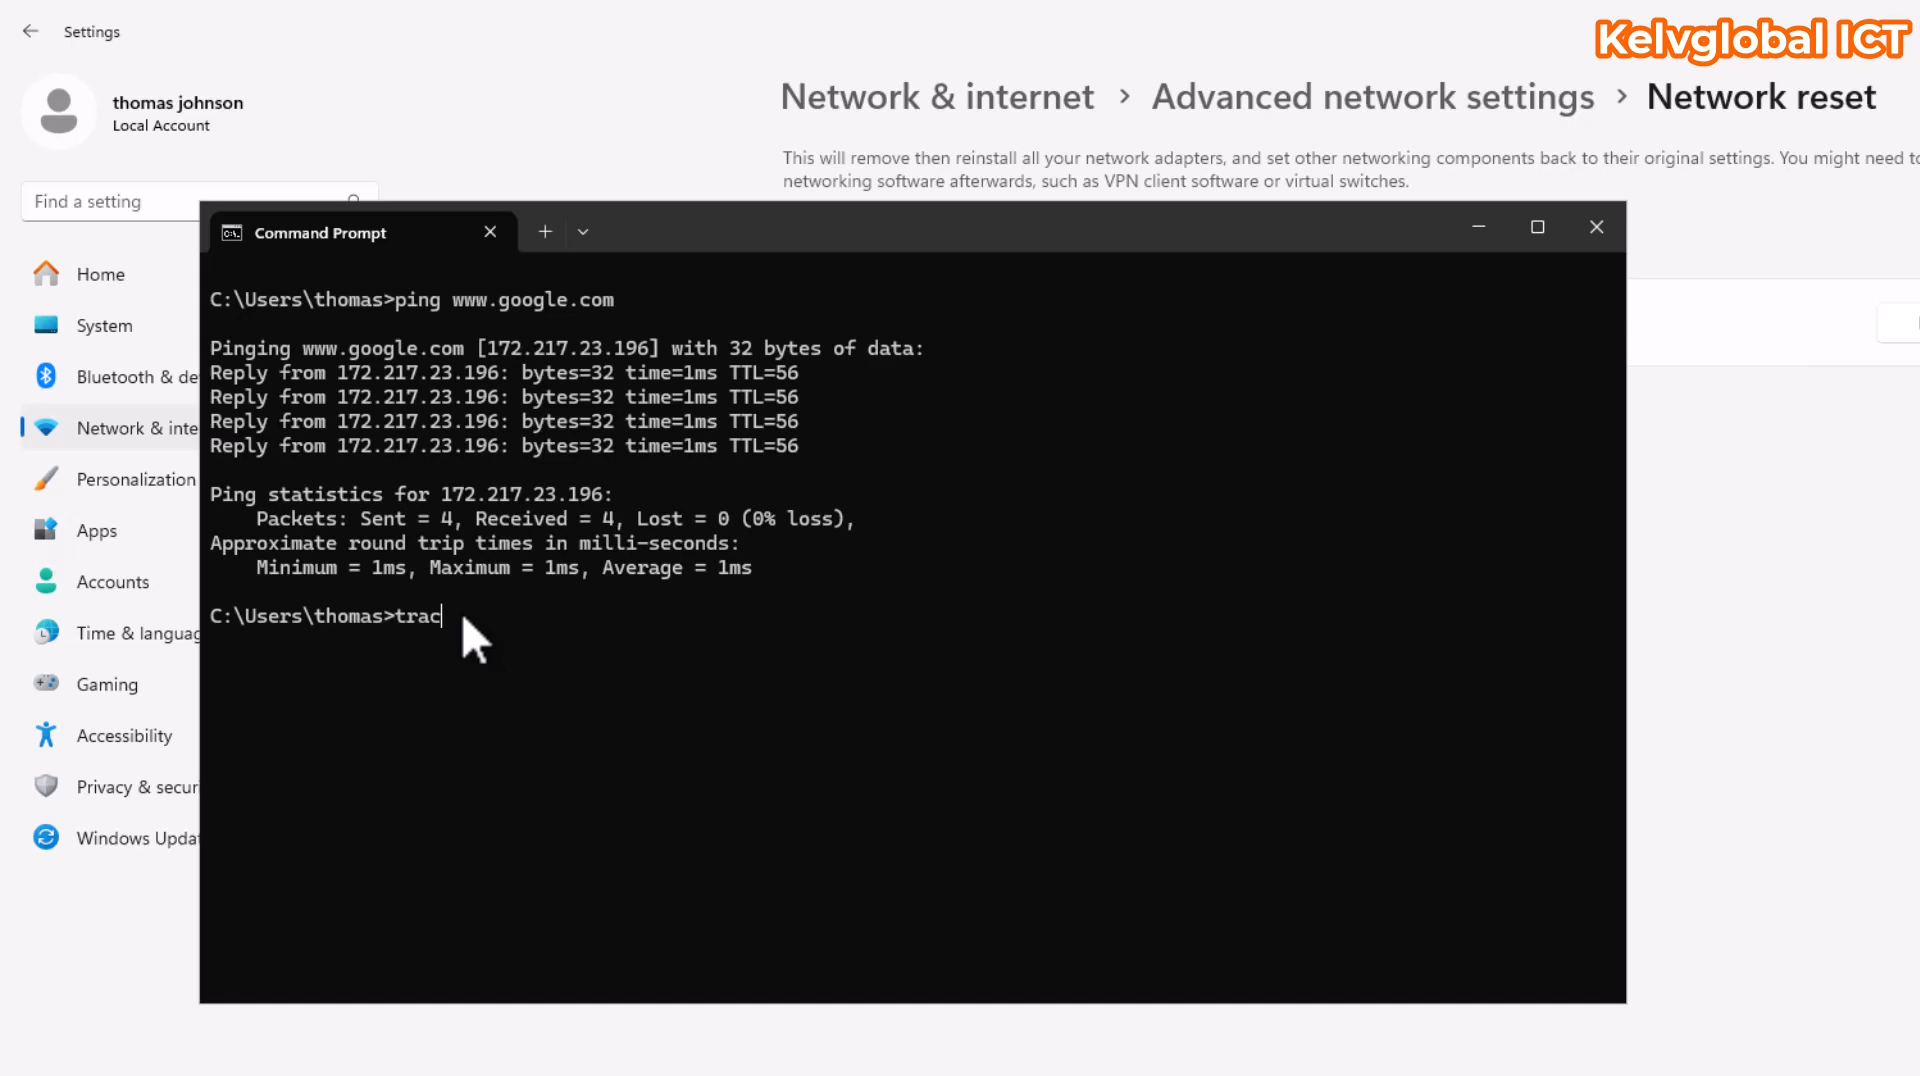 Settings
Kelvglobal ICT
thomas johnson
Local Account
Network & internet > Advanced network settings > Network reset
This will remove then reinstall all your network adapters, and set other networking components back to their original settings. You might need to
networking software afterwards, such as VPN client software or virtual switches.
Find a setting
Command Prompt
Home
System
Bluetooth & de
Network & inte
Personalization
Apps
Accounts
Time & languag
Gaming
Accessibility
Privacy & securi
Windows Updat
C:\Users\thomas>ping www.google.com
Pinging www.google.com [172.217.23.196] with 32 bytes of data:
Reply from 172.217.23.196: bytes=32 time=1ms TTL=56
Reply from 172.217.23.196: bytes=32 time=1ms TTL=56
Reply from 172.217.23.196: bytes=32 time=1ms TTL=56
Reply from 172.217.23.196: bytes=32 time=1ms TTL=56
Ping statistics for 172.217.23.196:
Packets: Sent = 4, Received = 4, Lost = 0 (0% loss),
Approximate round trip times in milli-seconds:
Minimum = 1ms, Maximum = 1ms, Average = 1ms
C:\Users\thomas>trac